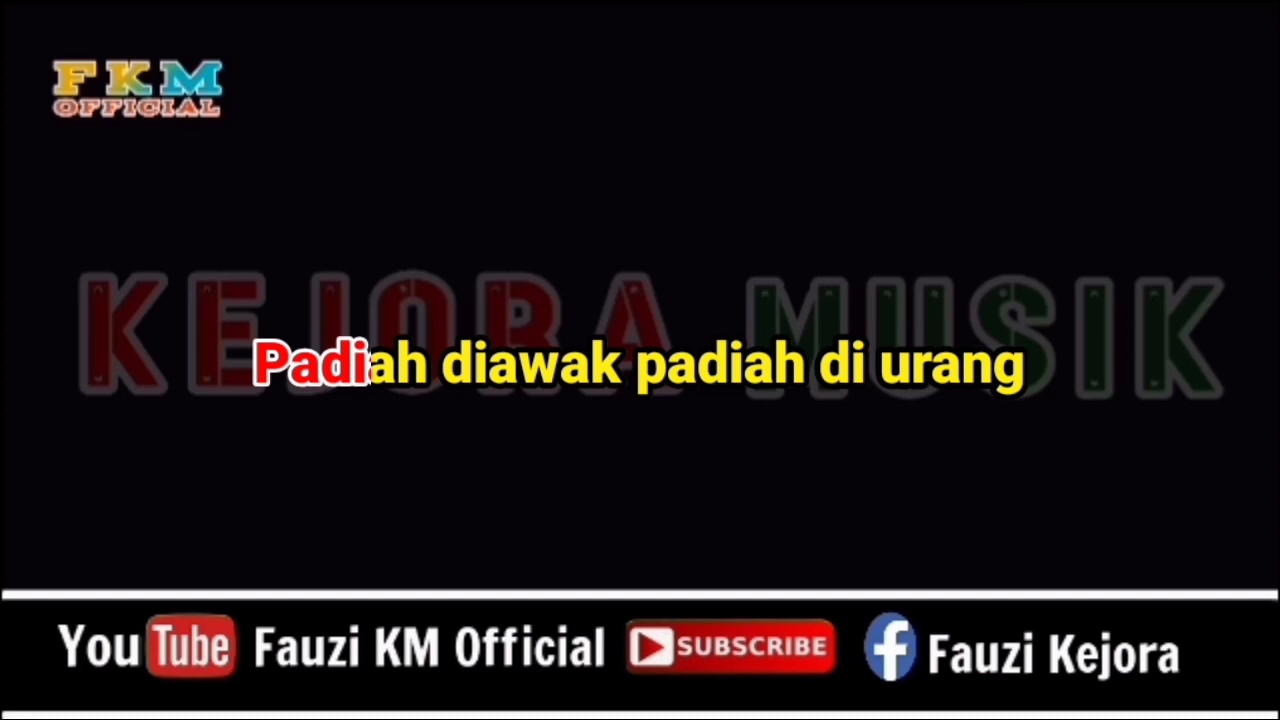 FKM
OFFICIAL
KEJORA MUSIK
Padiah diawak padiah di urang
YouTube Fauzi KM Official SUBSCRIBE f Fauzi Kejora